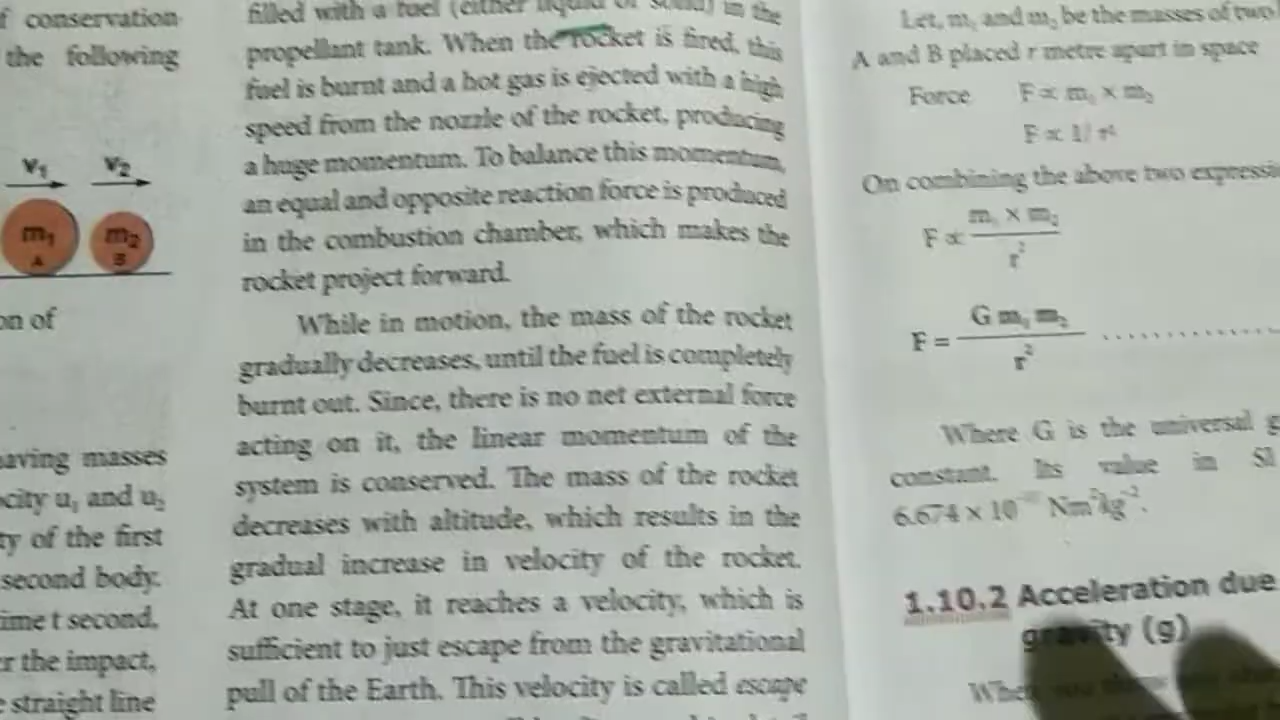 f conservation
the following
v₁ v₂
m₁ m₂
A B
on of
aving masses
city u₁ and u₂
ty of the first
second body.
ime t second,
r the impact,
e straight line
filled with a fuel (either liquid or solid) in the
propellant tank. When the rocket is fired, this
fuel is burnt and a hot gas is ejected with a high
speed from the nozzle of the rocket, producing
a huge momentum. To balance this momentum,
an equal and opposite reaction force is produced
in the combustion chamber, which makes the
rocket project forward.
While in motion, the mass of the rocket
gradually decreases, until the fuel is completely
burnt out. Since, there is no net external force
acting on it, the linear momentum of the
system is conserved. The mass of the rocket
decreases with altitude, which results in the
gradual increase in velocity of the rocket.
At one stage, it reaches a velocity, which is
sufficient to just escape from the gravitational
pull of the Earth. This velocity is called escape
Let, m₁ and m₂ be the masses of two
A and B placed r metre apart in space
Force F ∝ m₁ × m₂
F ∝ 1/ r²
On combining the above two expressi
F ∝ m₁ × m₂ / r²
F = G m₁ m₂ / r² ............
Where G is the universal g
constant. Its value in SI
6.674 × 10 Nm²kg⁻².
1.10.2 Acceleration due
gravity (g)